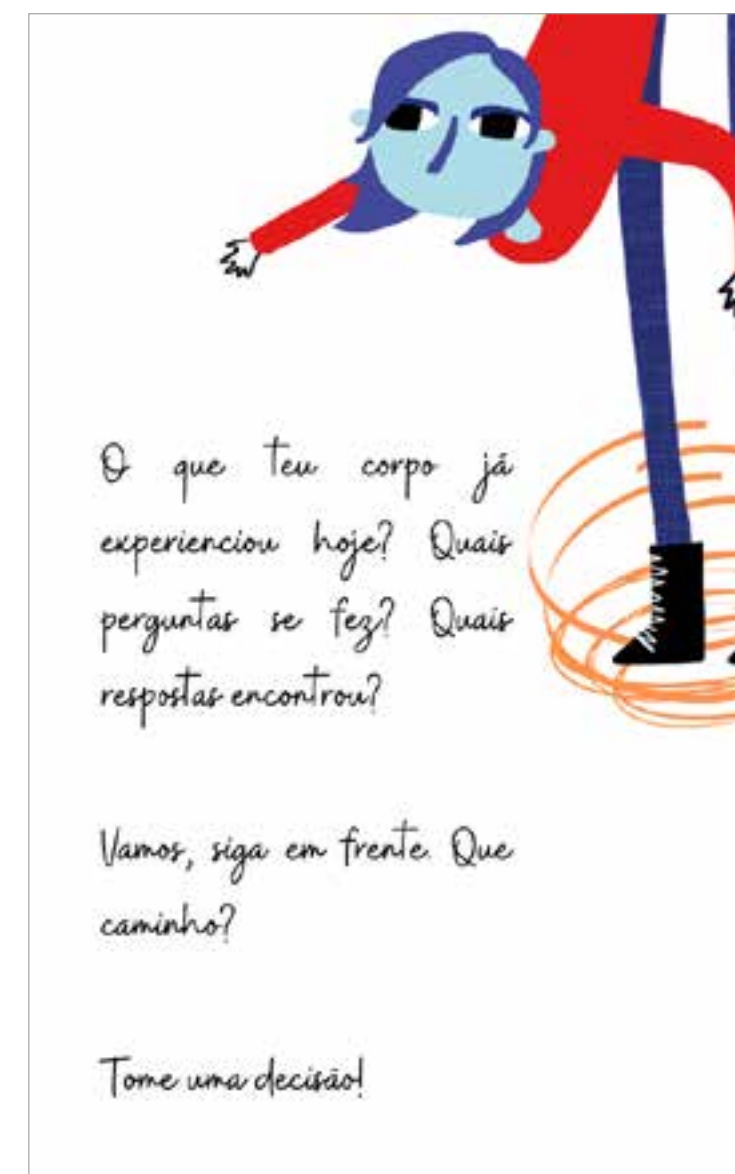 O que teu corpo já
experienciou hoje? Quais
perguntas se fez? Quais
respostas encontrou?
Vamos, siga em frente. Que
caminho?
Tome uma decisão!